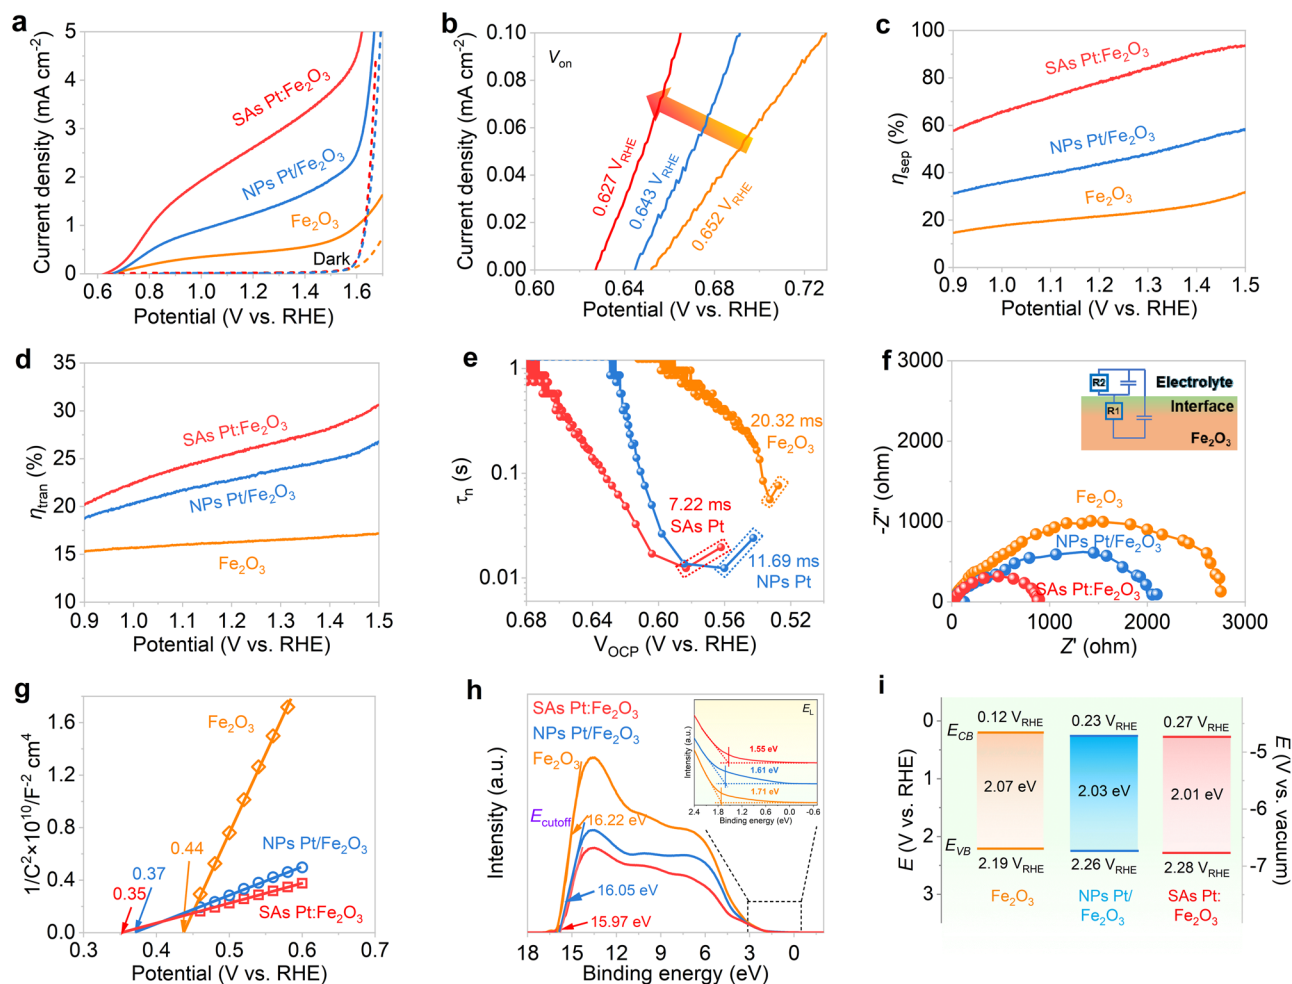 a
5
4
3
2
1
0
Current density (mA cm⁻²)
SAs Pt:Fe₂O₃
NPs Pt/Fe₂O₃
Fe₂O₃
Dark
0.6 0.8 1.0 1.2 1.4 1.6
Potential (V vs. RHE)
b
0.10
0.08
0.06
0.04
0.02
0.00
Current density (mA cm⁻²)
Vₒₙ
0.627 V_RHE
0.643 V_RHE
0.652 V_RHE
0.60 0.64 0.68 0.72
Potential (V vs. RHE)
c
100
80
60
40
20
0
η_sep (%)
SAs Pt:Fe₂O₃
NPs Pt/Fe₂O₃
Fe₂O₃
0.9 1.0 1.1 1.2 1.3 1.4 1.5
Potential (V vs. RHE)
d
35
30
25
20
15
10
η_tran (%)
SAs Pt:Fe₂O₃
NPs Pt/Fe₂O₃
Fe₂O₃
0.9 1.0 1.1 1.2 1.3 1.4 1.5
Potential (V vs. RHE)
e
1
0.1
0.01
τₙ (s)
20.32 ms
Fe₂O₃
7.22 ms
SAs Pt
11.69 ms
NPs Pt
0.68 0.64 0.60 0.56 0.52
V_OCP (V vs. RHE)
f
3000
2000
1000
0
-Z'' (ohm)
R2
Electrolyte
Interface
R1
Fe₂O₃
Fe₂O₃
NPs Pt/Fe₂O₃
SAs Pt:Fe₂O₃
0 1000 2000 3000
Z' (ohm)
g
1.6
1.2
0.8
0.4
0.0
1/C²×10¹⁰/F⁻² cm⁴
Fe₂O₃
0.44
NPs Pt/Fe₂O₃
0.37
0.35
SAs Pt:Fe₂O₃
0.3 0.4 0.5 0.6 0.7
Potential (V vs. RHE)
h
Intensity (a.u.)
SAs Pt:Fe₂O₃
NPs Pt/Fe₂O₃
Fe₂O₃
E_cutoff
16.22 eV
16.05 eV
15.97 eV
E_L
Intensity (a.u.)
1.55 eV
1.61 eV
1.71 eV
2.4 1.8 1.2 0.6 0.0 -0.6
Binding energy (eV)
18 15 12 9 6 3 0
Binding energy (eV)
i
0
1
2
3
E (V vs. RHE)
E_CB
E_VB
0.12 V_RHE
0.23 V_RHE
0.27 V_RHE
2.07 eV
2.03 eV
2.01 eV
2.19 V_RHE
2.26 V_RHE
2.28 V_RHE
Fe₂O₃
NPs Pt/
Fe₂O₃
SAs Pt:
Fe₂O₃
-5
-6
-7
E (V vs. vacuum)